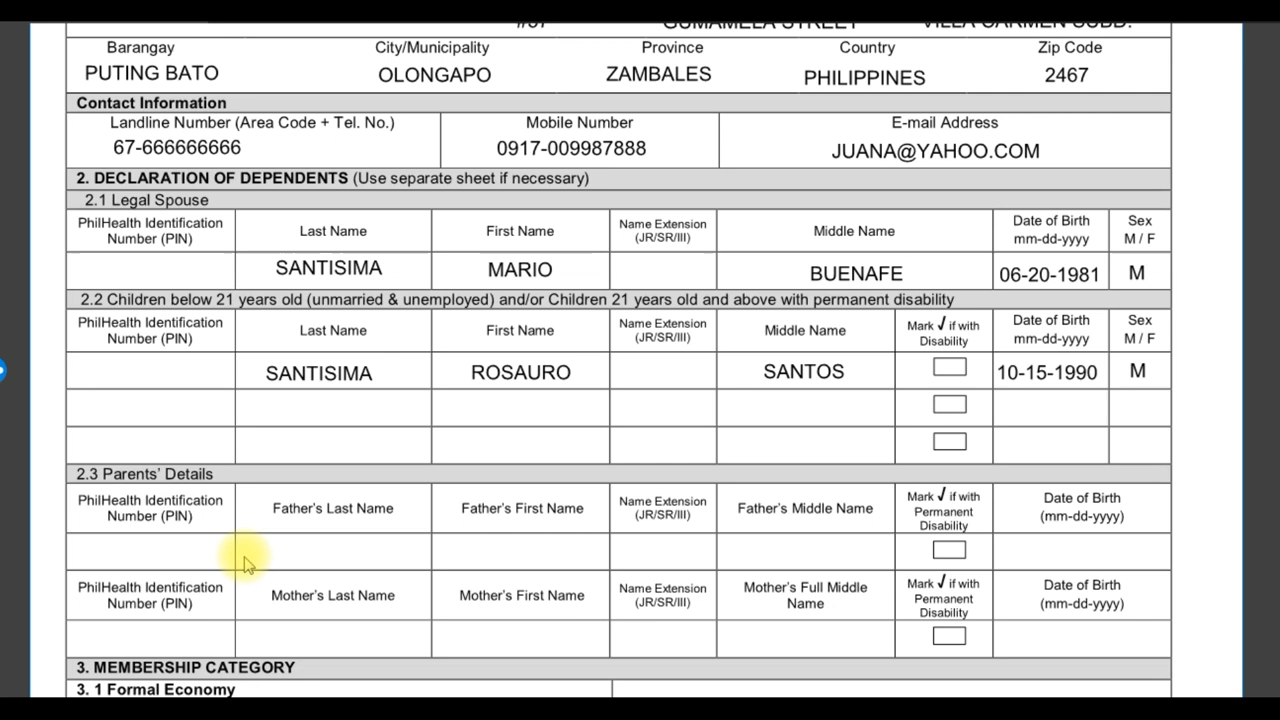 #57 GUMAMELA STREET VILLA CARMEN SUBD.
Barangay City/Municipality Province Country Zip Code
PUTING BATO OLONGAPO ZAMBALES PHILIPPINES 2467
Contact Information
Landline Number (Area Code + Tel. No.) Mobile Number E-mail Address
67-666666666 0917-009987888 JUANA@YAHOO.COM
2. DECLARATION OF DEPENDENTS (Use separate sheet if necessary)
2.1 Legal Spouse
PhilHealth Identification Number (PIN) Last Name First Name Name Extension (JR/SR/III) Middle Name Date of Birth mm-dd-yyyy Sex M / F
SANTISIMA MARIO BUENAFE 06-20-1981 M
2.2 Children below 21 years old (unmarried & unemployed) and/or Children 21 years old and above with permanent disability
PhilHealth Identification Number (PIN) Last Name First Name Name Extension (JR/SR/III) Middle Name Mark ✓ if with Disability Date of Birth mm-dd-yyyy Sex M / F
SANTISIMA ROSAURO SANTOS 10-15-1990 M
2.3 Parents' Details
PhilHealth Identification Number (PIN) Father's Last Name Father's First Name Name Extension (JR/SR/III) Father's Middle Name Mark ✓ if with Permanent Disability Date of Birth (mm-dd-yyyy)
PhilHealth Identification Number (PIN) Mother's Last Name Mother's First Name Name Extension (JR/SR/III) Mother's Full Middle Name Mark ✓ if with Permanent Disability Date of Birth (mm-dd-yyyy)
3. MEMBERSHIP CATEGORY
3. 1 Formal Economy